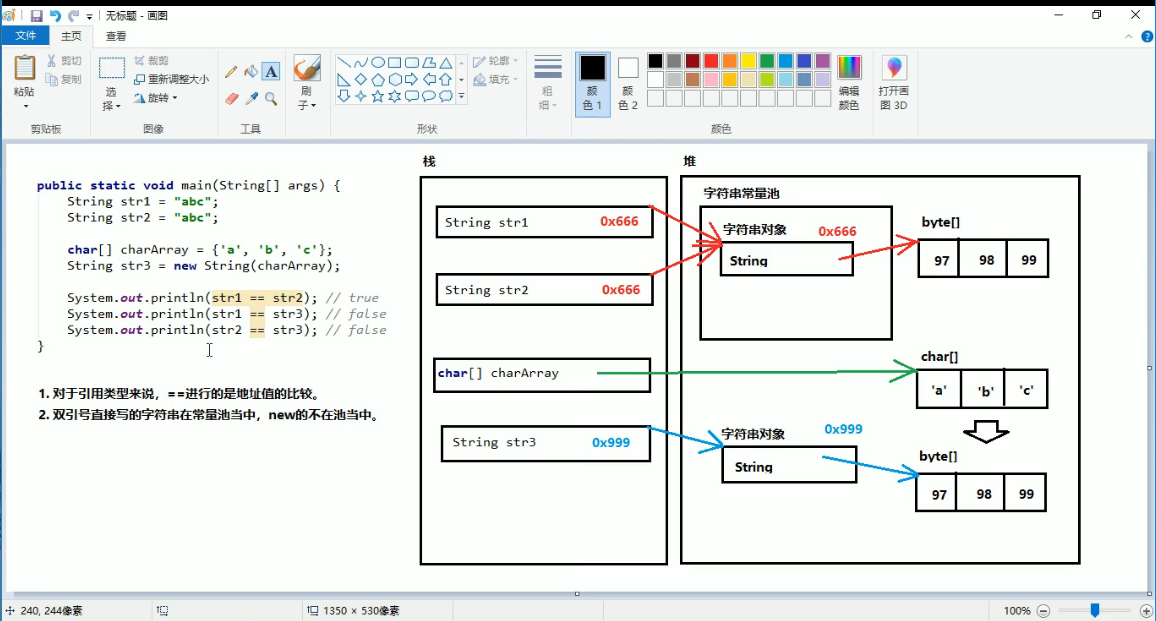 无标题 - 画图
文件 主页 查看
粘贴
剪切
复制
剪贴板
选择
裁剪
重新调整大小
旋转
图像
A
工具
刷子
形状
轮廓
填充
粗细
颜色 1
颜色 2
颜色
编辑颜色
打开画图 3D
public static void main(String[] args) {
String str1 = "abc";
String str2 = "abc";
char[] charArray = {'a', 'b', 'c'};
String str3 = new String(charArray);
System.out.println(str1 == str2); // true
System.out.println(str1 == str3); // false
System.out.println(str2 == str3); // false
}
1. 对于引用类型来说，==进行的是地址值的比较。
2. 双引号直接写的字符串在常量池当中，new的不在池当中。
栈
String str1 0x666
String str2 0x666
char[] charArray
String str3 0x999
堆
字符串常量池
字符串对象 0x666
String
byte[]
97 98 99
char[]
'a' 'b' 'c'
字符串对象 0x999
String
byte[]
97 98 99
240, 244像素
1350 × 530像素
100%